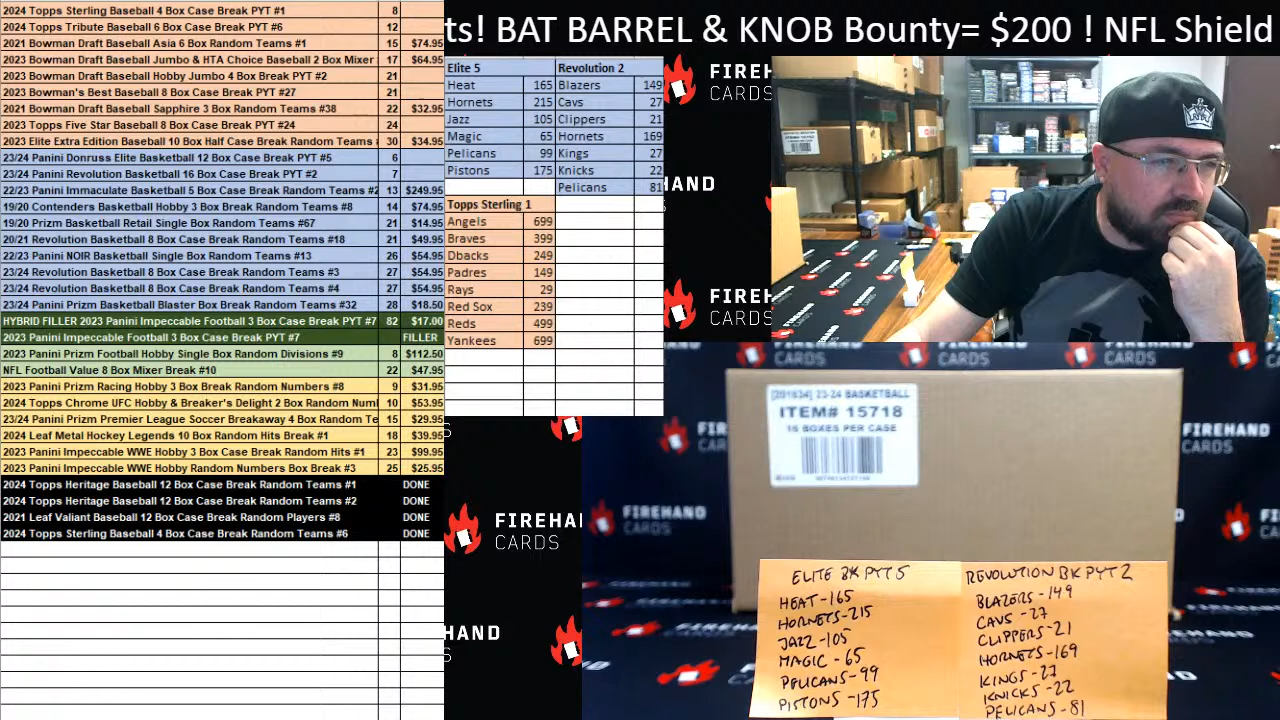 ts! BAT BARREL & KNOB Bounty= $200 ! NFL Shield
2024 Topps Sterling Baseball 4 Box Case Break PYT #1 8
2024 Topps Tribute Baseball 6 Box Case Break PYT #6 12
2021 Bowman Draft Baseball Asia 6 Box Random Teams #1 15 $74.95
2023 Bowman Draft Baseball Jumbo & HTA Choice Baseball 2 Box Mixer 17 $64.95
2023 Bowman Draft Baseball Hobby Jumbo 4 Box Break PYT #2 21
2023 Bowman's Best Baseball 8 Box Case Break PYT #27 21
2021 Bowman Draft Baseball Sapphire 3 Box Random Teams #38 22 $32.95
2023 Topps Five Star Baseball 8 Box Case Break PYT #24 24
2023 Elite Extra Edition Baseball 10 Box Half Case Break Random Teams 30 $34.95
23/24 Panini Donruss Elite Basketball 12 Box Case Break PYT #5 6
23/24 Panini Revolution Basketball 16 Box Case Break PYT #2 7
22/23 Panini Immaculate Basketball 5 Box Case Break Random Teams #2 13 $249.95
19/20 Contenders Basketball Hobby 3 Box Random Teams #8 14 $74.95
19/20 Prizm Basketball Retail Single Box Random Teams #67 21 $14.95
20/21 Revolution Basketball 8 Box Case Break Random Teams #18 21 $49.95
22/23 Panini NOIR Basketball Single Box Random Teams #13 26 $54.95
23/24 Revolution Basketball 8 Box Case Break Random Teams #3 27 $54.95
23/24 Revolution Basketball 8 Box Case Break Random Teams #4 27 $54.95
23/24 Panini Prizm Basketball Blaster Box Break Random Teams #32 28 $18.50
HYBRID FILLER 2023 Panini Impeccable Football 3 Box Case Break PYT #7 82 $17.00
2023 Panini Impeccable Football 3 Box Case Break PYT #7 FILLER
2023 Panini Prizm Football Hobby Single Box Random Divisions #9 8 $112.50
NFL Football Value 8 Box Mixer Break #10 22 $47.95
2023 Panini Prizm Racing Hobby 3 Box Break Random Numbers #8 9 $31.95
2024 Topps Chrome UFC Hobby & Breaker's Delight 2 Box Random Numl 10 $53.95
23/24 Panini Prizm Premier League Soccer Breakaway 4 Box Random Te 15 $29.95
2024 Leaf Metal Hockey Legends 10 Box Random Hits Break #1 18 $39.95
2023 Panini Impeccable WWE Hobby 3 Box Case Break Random Hits #1 23 $99.95
2023 Panini Impeccable WWE Hobby Random Numbers Box Break #3 25 $25.95
2024 Topps Heritage Baseball 12 Box Case Break Random Teams #1 DONE
2024 Topps Heritage Baseball 12 Box Case Break Random Teams #2 DONE
2021 Leaf Valiant Baseball 12 Box Case Break Random Players #8 DONE
2024 Topps Sterling Baseball 4 Box Case Break Random Teams #6 DONE
Elite 5 Revolution 2
Heat 165 Blazers 149
Hornets 215 Cavs 27
Jazz 105 Clippers 21
Magic 65 Hornets 169
Pelicans 99 Kings 27
Pistons 175 Knicks 22
Pelicans 81
Topps Sterling 1
Angels 699
Braves 399
Dbacks 249
Padres 149
Rays 29
Red Sox 239
Reds 499
Yankees 699
FIREH
CARDS
HAND
FIREH
CARDS
FIREHA
CARDS
HAND
[201634] 23-24 BASKETBALL
ITEM# 15718
16 BOXES PER CASE
FIREHAND
CARDS
ELITE BK PYT 5
HEAT-165
HORNETS-215
JAZZ-105
MAGIC-65
PELICANS-99
PISTONS-175
REVOLUTION BK PYT 2
BLAZERS-149
CAVS-27
CLIPPERS-21
HORNETS-169
KINGS-27
KNICKS-22
PELICANS-81